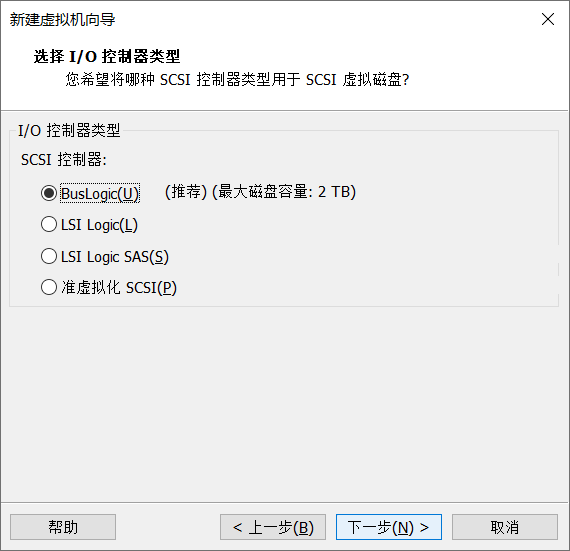 新建虚拟机向导
选择 I/O 控制器类型
您希望将哪种 SCSI 控制器类型用于 SCSI 虚拟磁盘?
I/O 控制器类型
SCSI 控制器:
BusLogic(U) (推荐) (最大磁盘容量: 2 TB)
LSI Logic(L)
LSI Logic SAS(S)
准虚拟化 SCSI(P)
帮助 < 上一步(B) 下一步(N) > 取消